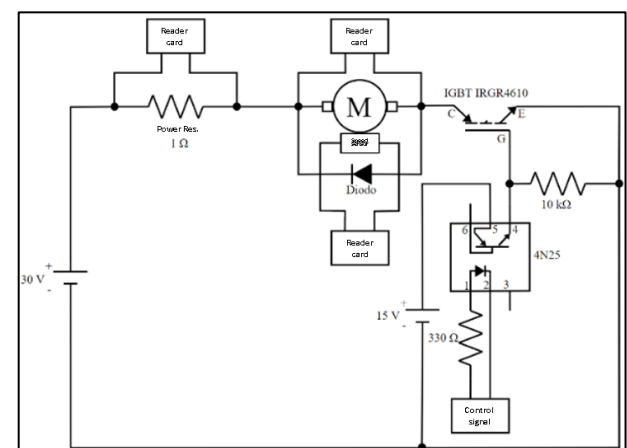 Reader
card
Reader
card
IGBT IRGR4610
C
E
G
M
Power Res.
1 Ω
Diodo
10 kΩ
Reader
card
6
5
4
4N25
1
2
3
+
30 V
-
+
15 V
-
330 Ω
Control
signal